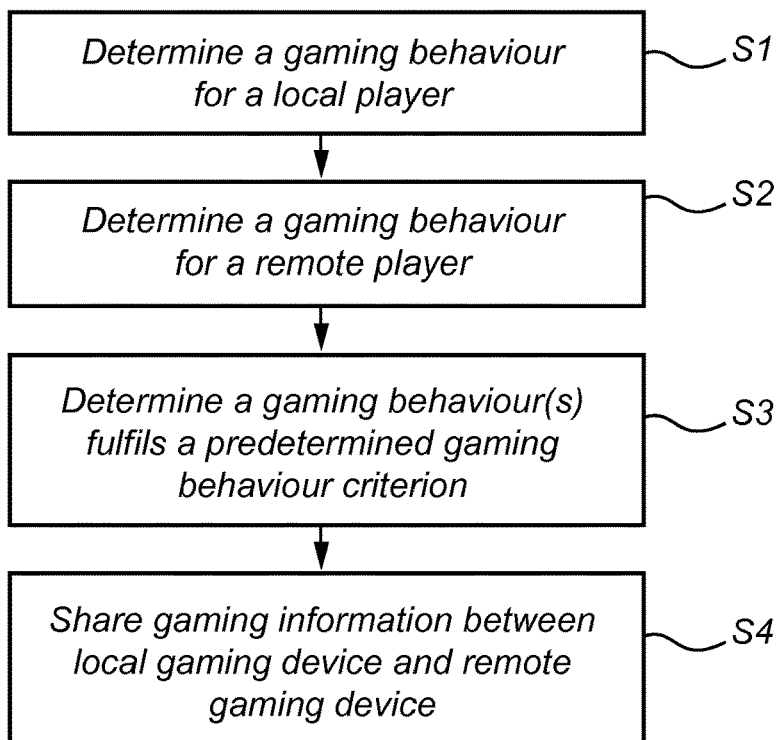 Determine a gaming behaviour
for a local player
S1
Determine a gaming behaviour
for a remote player
S2
Determine a gaming behaviour(s)
fulfils a predetermined gaming
behaviour criterion
S3
Share gaming information between
local gaming device and remote
gaming device
S4